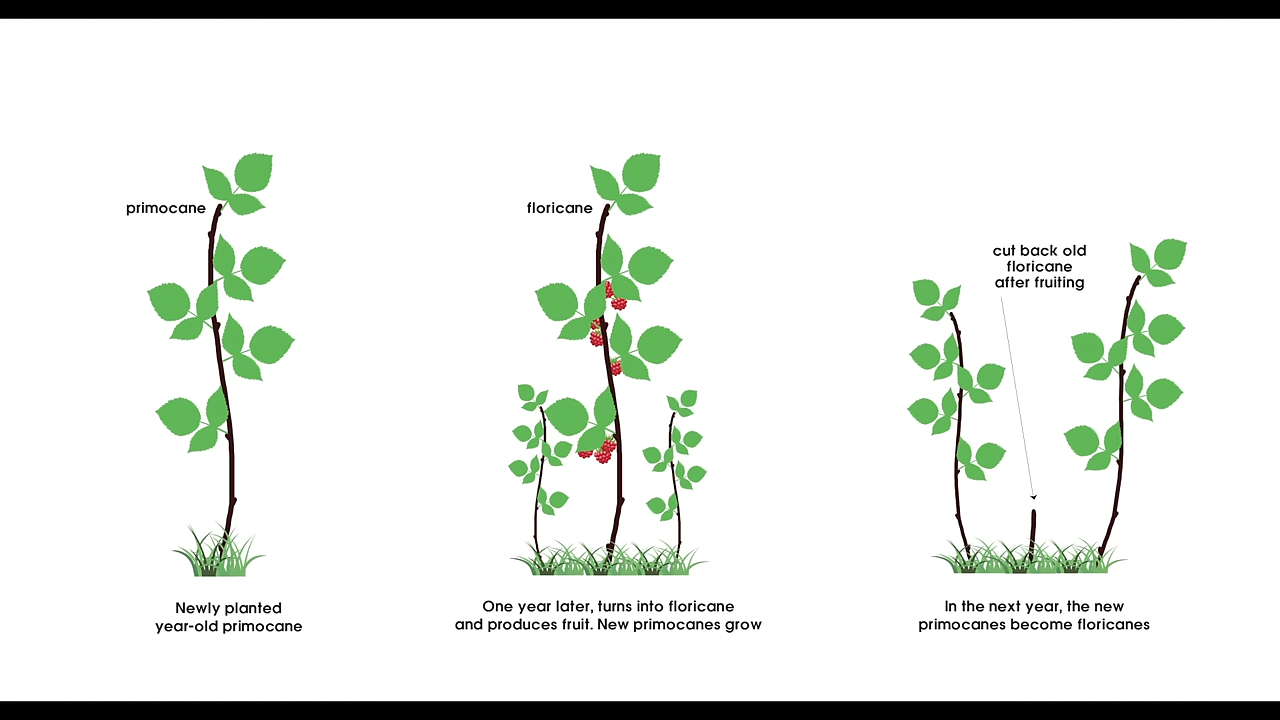 primocane
Newly planted
year-old primocane
floricane
One year later, turns into floricane
and produces fruit. New primocanes grow
cut back old
floricane
after fruiting
In the next year, the new
primocanes become floricanes